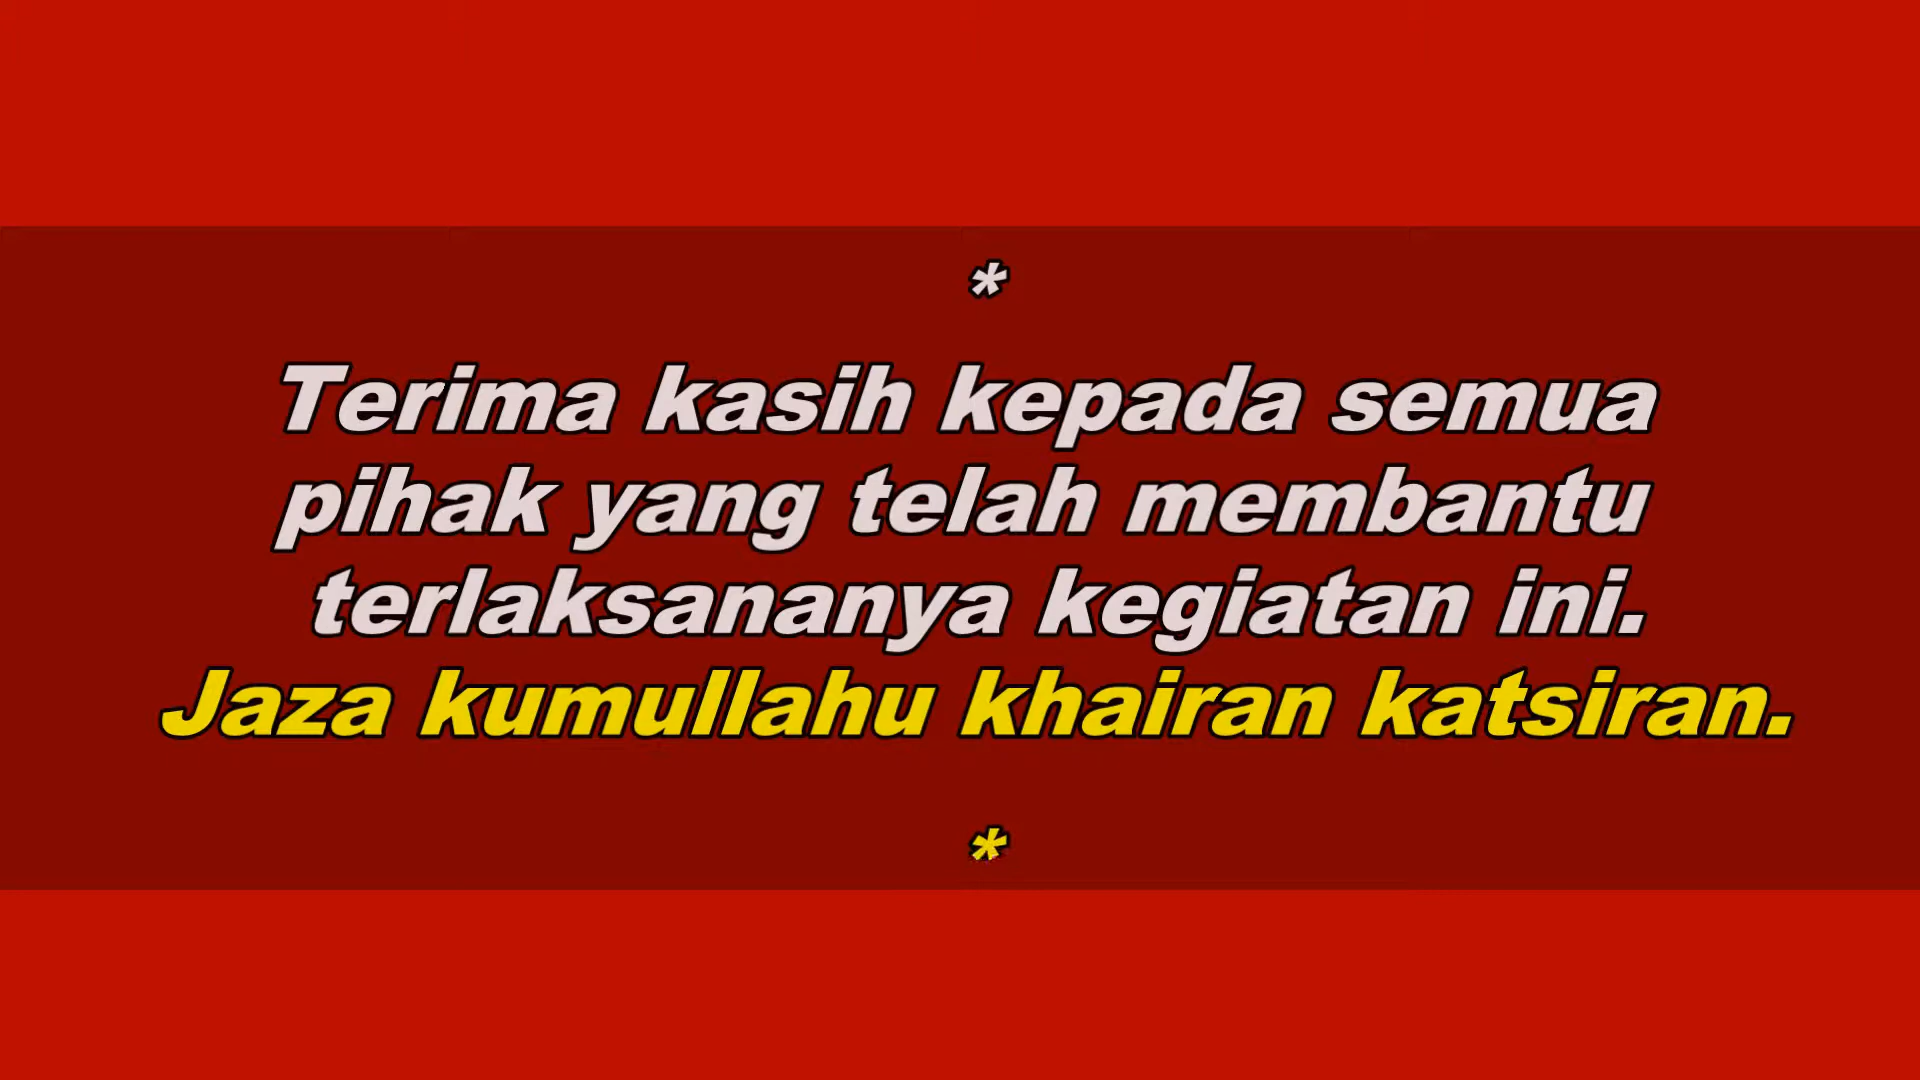 *
Terima kasih kepada semua
pihak yang telah membantu
terlaksananya kegiatan ini.
Jaza kumullahu khairan katsiran.
*